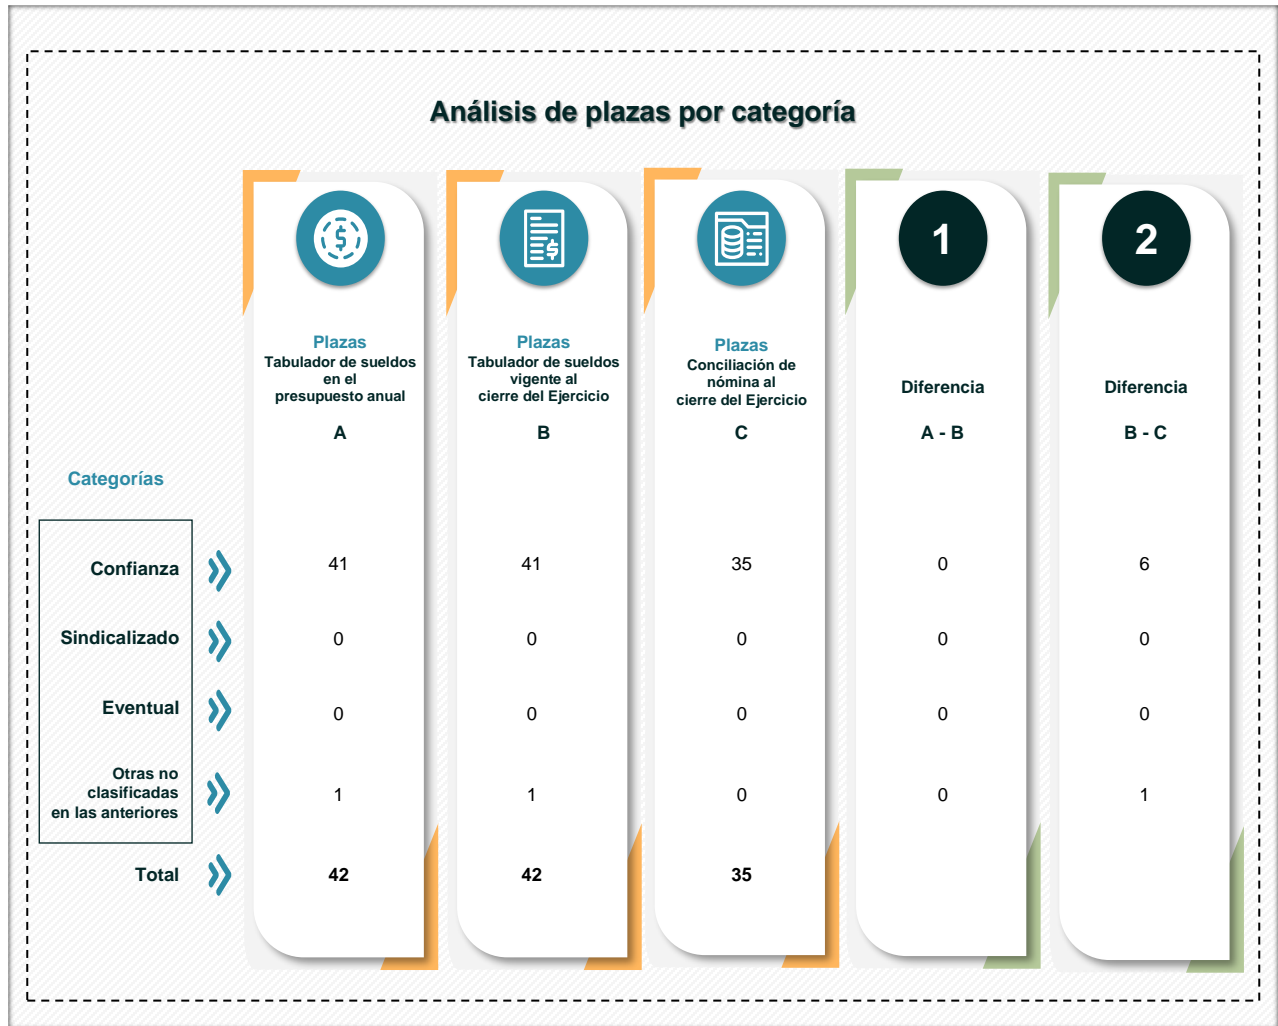 Análisis de plazas por categoría
1
2
Plazas
Tabulador de sueldos
en el
presupuesto anual
A
Plazas
Tabulador de sueldos
vigente al
cierre del Ejercicio
B
Plazas
Conciliación de
nómina al
cierre del Ejercicio
C
Diferencia
A - B
Diferencia
B - C
Categorías
Confianza 41 41 35 0 6
Sindicalizado 0 0 0 0 0
Eventual 0 0 0 0 0
Otras no
clasificadas
en las anteriores 1 1 0 0 1
Total 42 42 35